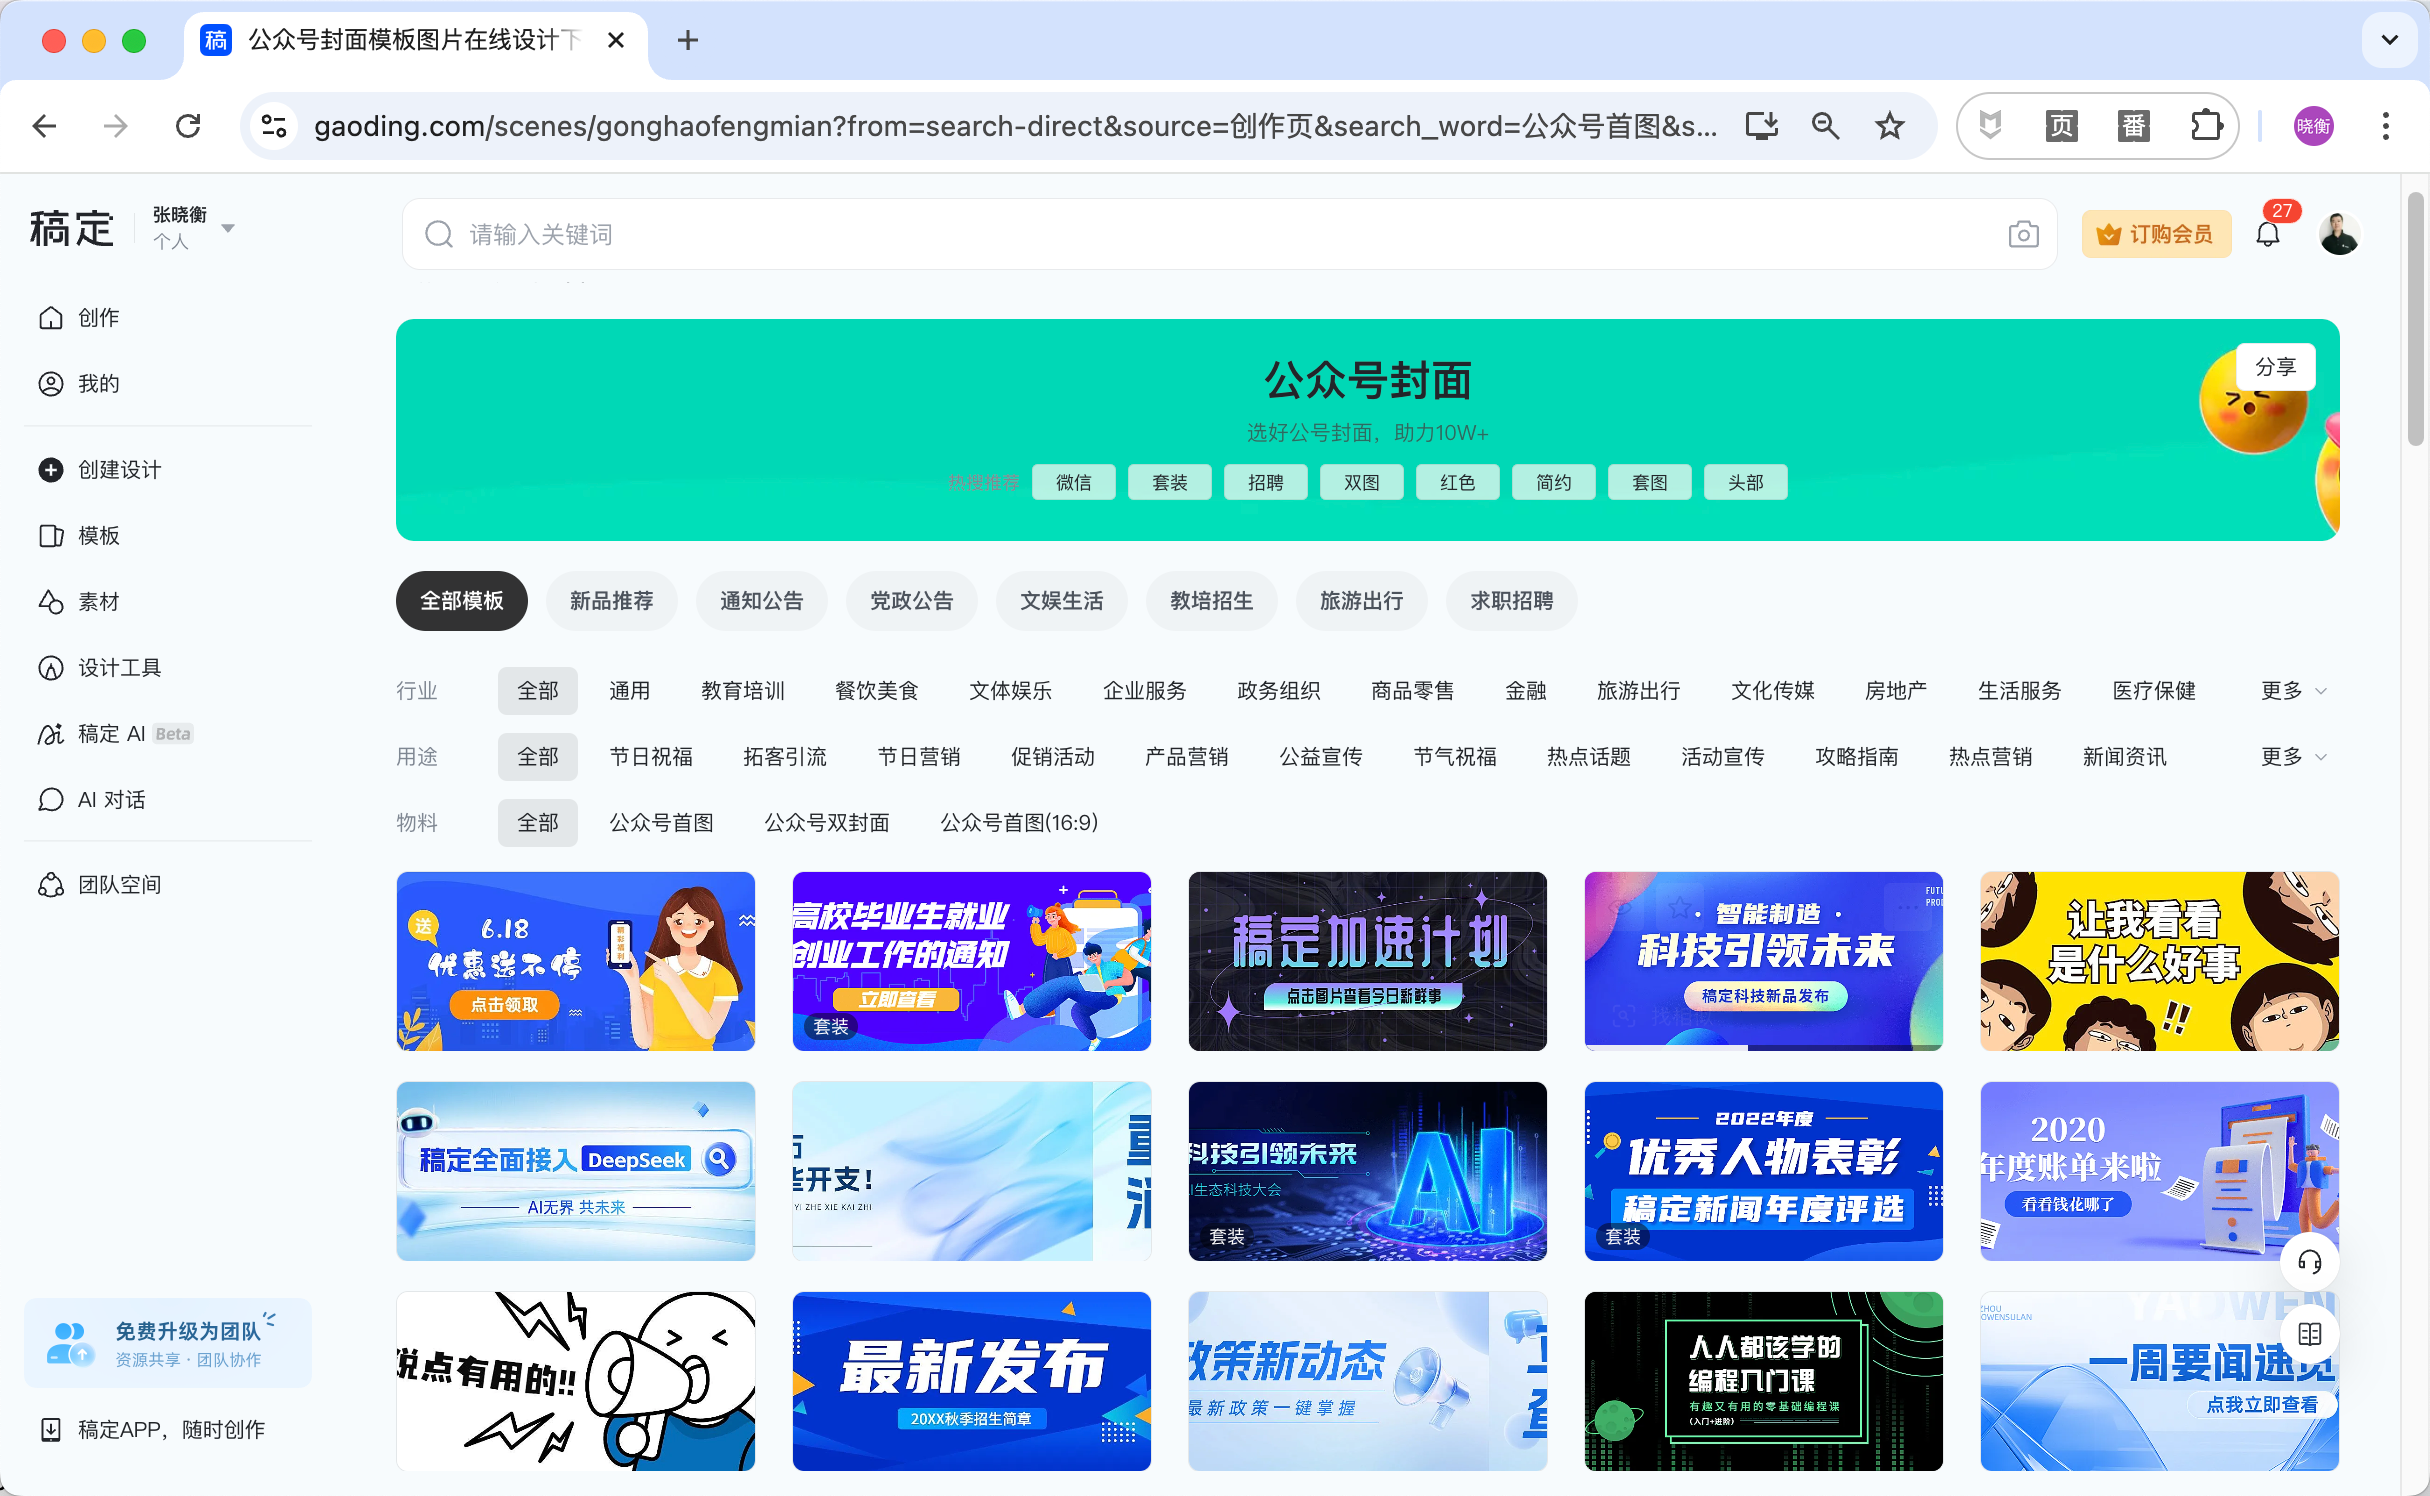 公众号封面模板图片在线设计下
gaoding.com/scenes/gonghaofengmian?from=search-direct&source=创作页&search_word=公众号首图&s...
页
番
晓衡
稿定
张晓衡
个人
请输入关键词
订购会员
27
创作
我的
创建设计
模板
素材
设计工具
稿定 AI Beta
AI 对话
团队空间
免费升级为团队
资源共享 · 团队协作
稿定APP，随时创作
公众号封面
分享
选好公号封面，助力10W+
热搜推荐 微信 套装 招聘 双图 红色 简约 套图 头部
全部模板 新品推荐 通知公告 党政公告 文娱生活 教培招生 旅游出行 求职招聘
行业 全部 通用 教育培训 餐饮美食 文体娱乐 企业服务 政务组织 商品零售 金融 旅游出行 文化传媒 房地产 生活服务 医疗保健 更多
用途 全部 节日祝福 拓客引流 节日营销 促销活动 产品营销 公益宣传 节气祝福 热点话题 活动宣传 攻略指南 热点营销 新闻资讯 更多
物料 全部 公众号首图 公众号双封面 公众号首图(16:9)
送
6.18
优惠送不停
点击领取
精彩福利
高校毕业生就业
创业工作的通知
立即查看
套装
稿定加速计划
点击图片查看今日新鲜事
· 智能制造 ·
科技引领未来
稿定科技新品发布
找相似
让我看看
是什么好事
!!
稿定全面接入 DeepSeek
AI无界 共未来
些开支!
YI ZHE XIE KAI ZHI
科技引领未来
AI生态科技大会
AI
套装
2022年度
优秀人物表彰
稿定新闻年度评选
套装
2020
年度账单来啦
看看钱花哪了
说点有用的!!
最新发布
20XX秋季招生简章
政策新动态
最新政策一键掌握
人人都该学的
编程入门课
有趣又有用的零基础编程课
(入门+进阶)
ZHOU
YAOWENSULAN
YAOWEN
一周要闻速览
点我立即查看